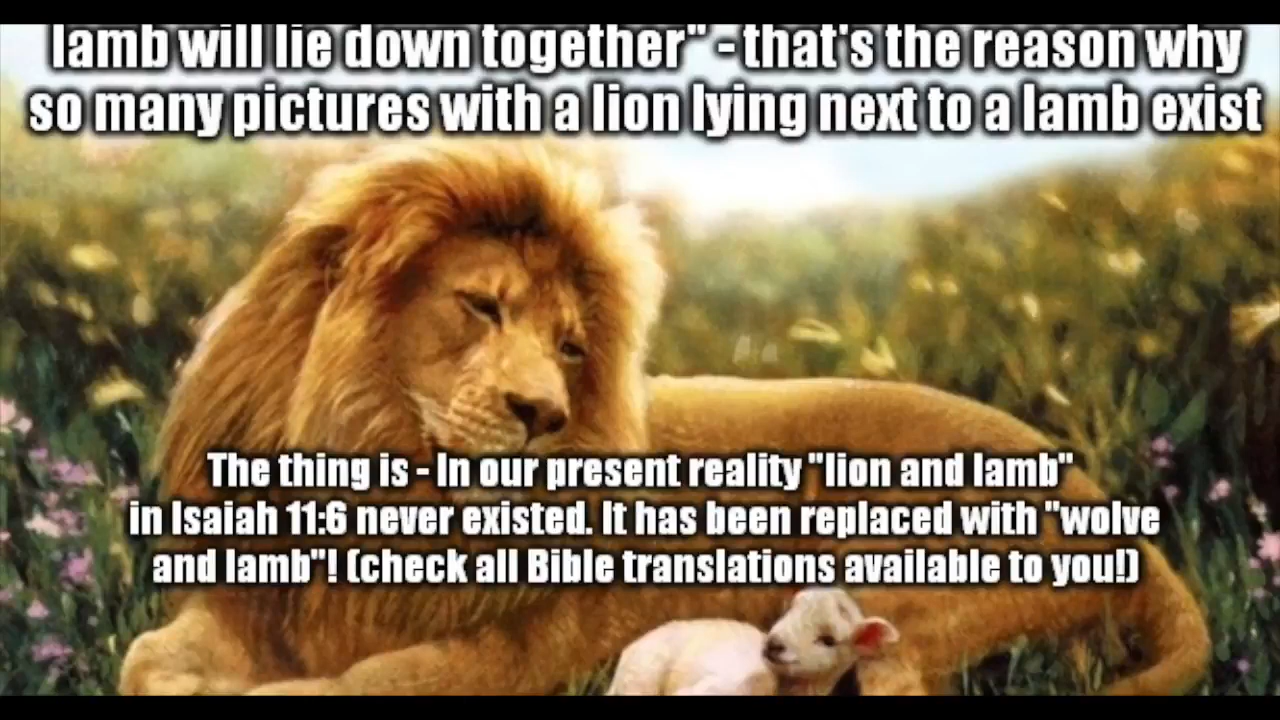 lamb will lie down together" - that's the reason why
so many pictures with a lion lying next to a lamb exist
The thing is - In our present reality "lion and lamb"
in Isaiah 11:6 never existed. It has been replaced with "wolve
and lamb"! (check all Bible translations available to you!)